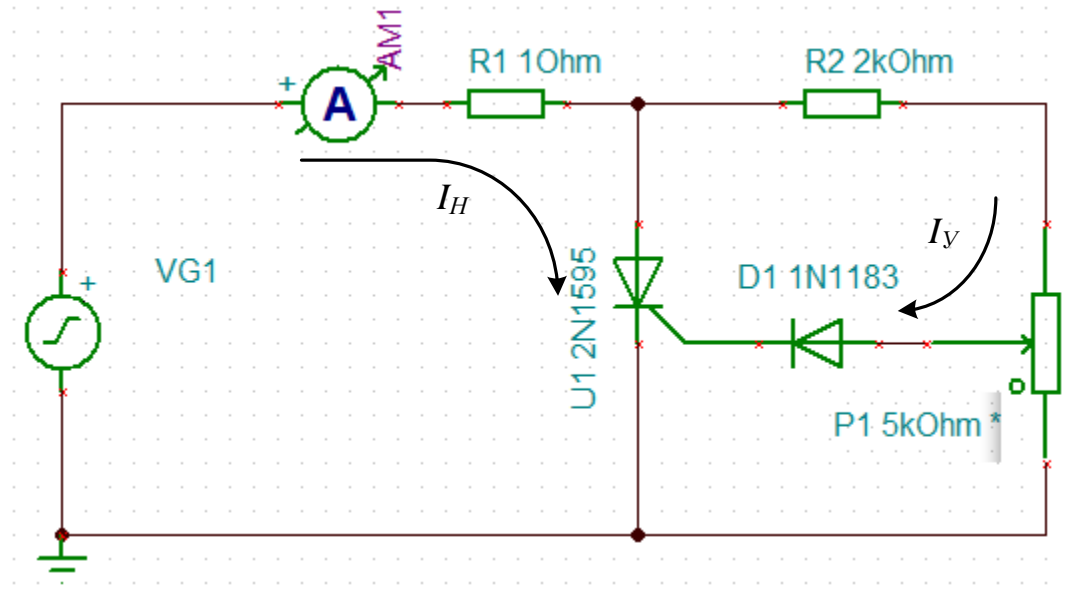 AM1
+
A
R1 1Ohm
R2 2kOhm
I_H
I_У
VG1
+
U1 2N1595
D1 1N1183
P1 5kOhm *